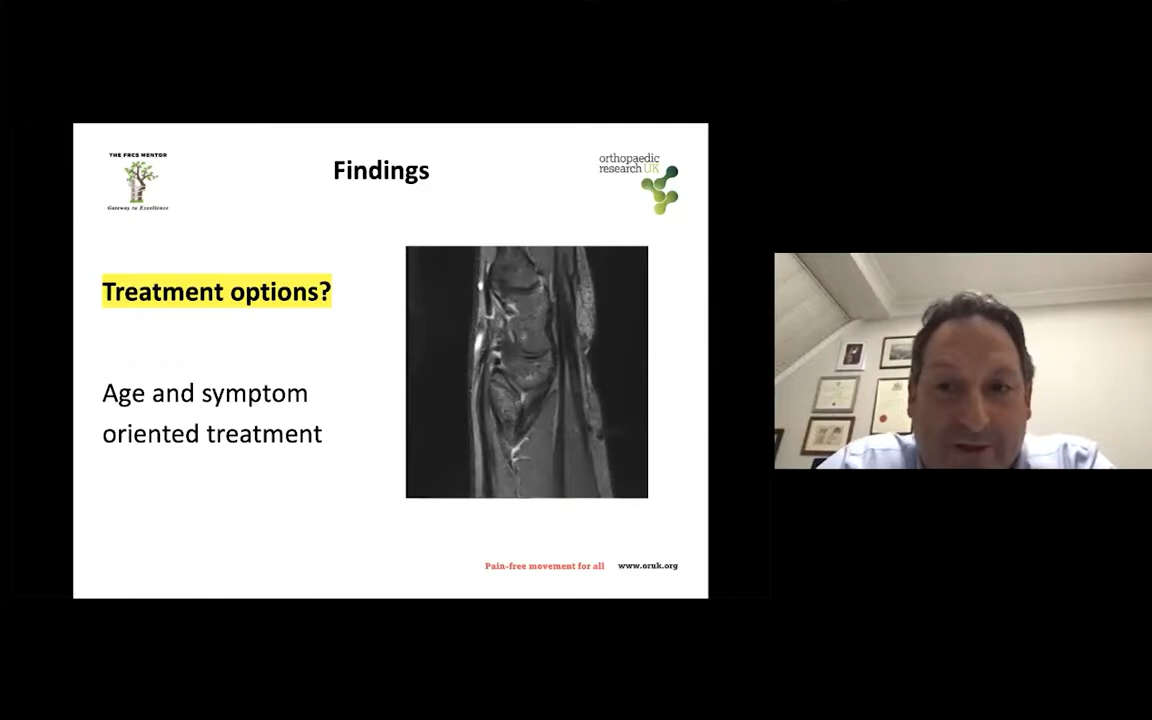 THE FRCS MENTOR
Gateway to Excellence
Findings
orthopaedic
research UK
Treatment options?
Age and symptom
oriented treatment
Pain-free movement for all www.oruk.org